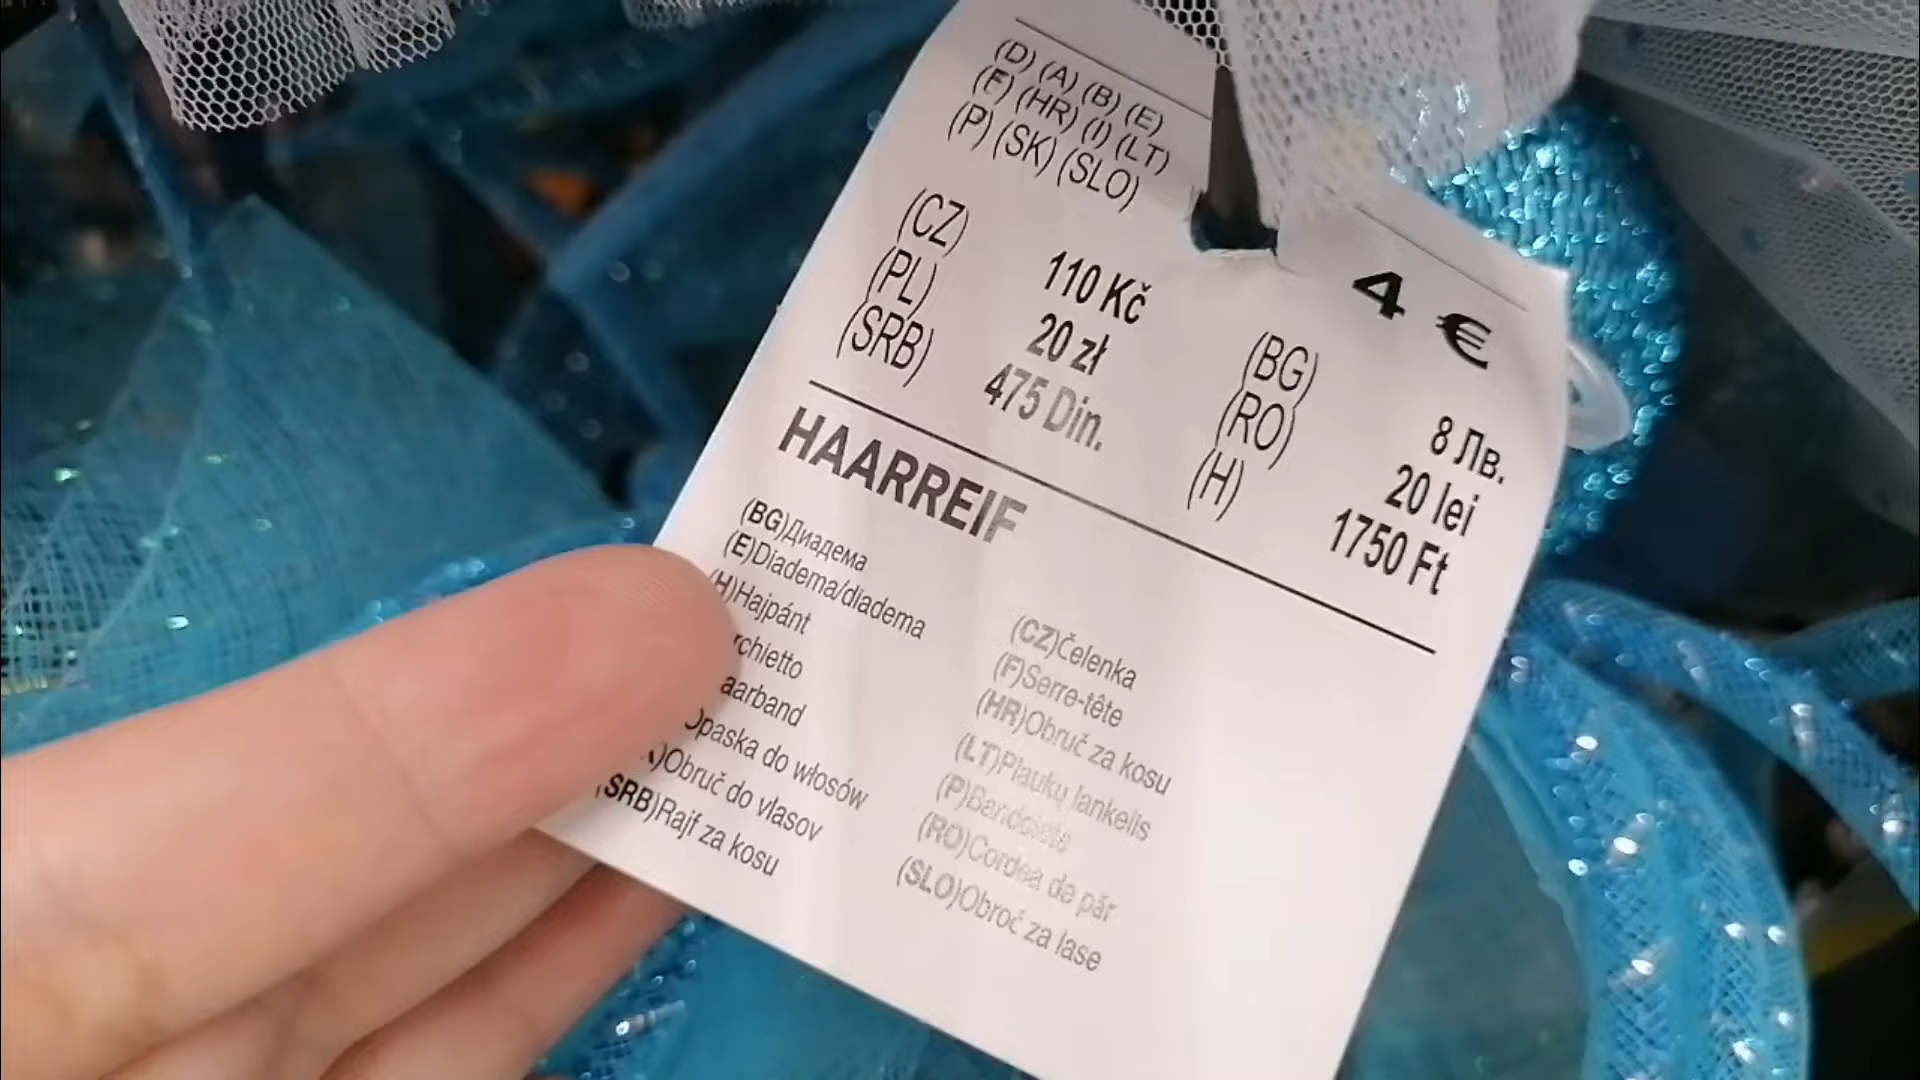 (D) (A) (B) (E)
(F) (HR) (I) (LT)
(P) (SK) (SLO)
4 €
(CZ) 110 Kč
(PL) 20 zł
(SRB) 475 Din.
(BG) 8 Лв.
(RO) 20 lei
(H) 1750 Ft
HAARREIF
(BG)Диадема
(E)Diadema/diadema
(H)Hajpánt
rchietto
aarband
Opaska do włosów
)Obruč do vlasov
(SRB)Rajf za kosu
(CZ)Čelenka
(F)Serre-tête
(HR)Obruč za kosu
(LT)Plaukų lankelis
(P)
(RO)Cordea de păr
(SLO)Obroč za lase